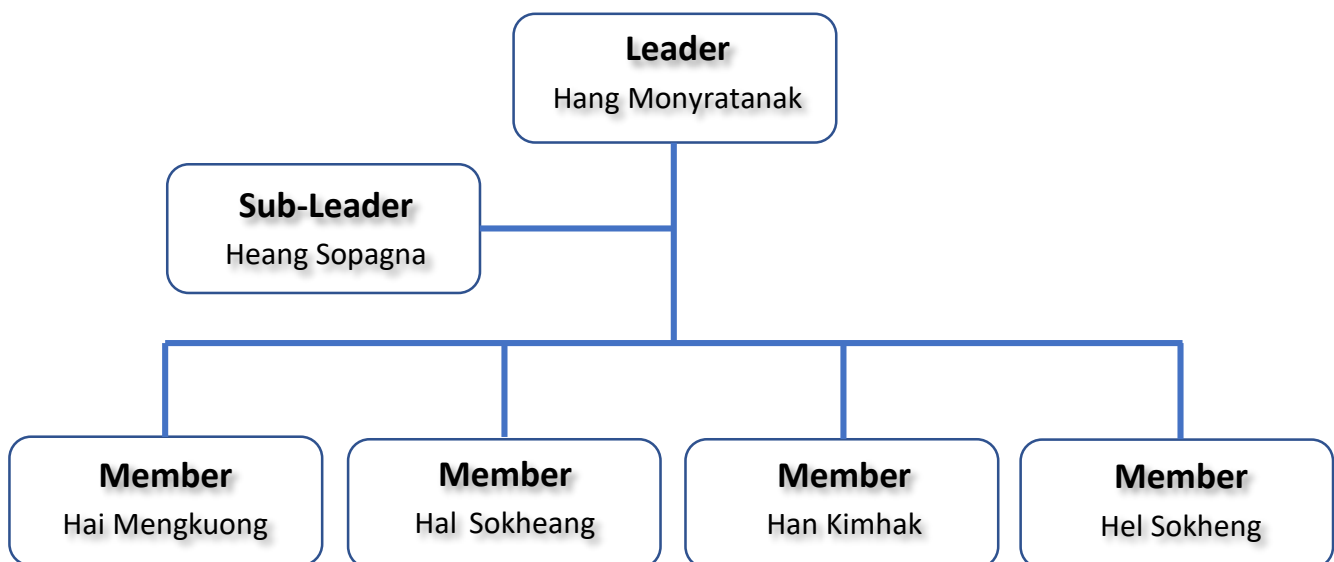 Leader
Hang Monyratanak
Sub-Leader
Heang Sopagna
Member
Hai Mengkuong
Member
Hal Sokheang
Member
Han Kimhak
Member
Hel Sokheng